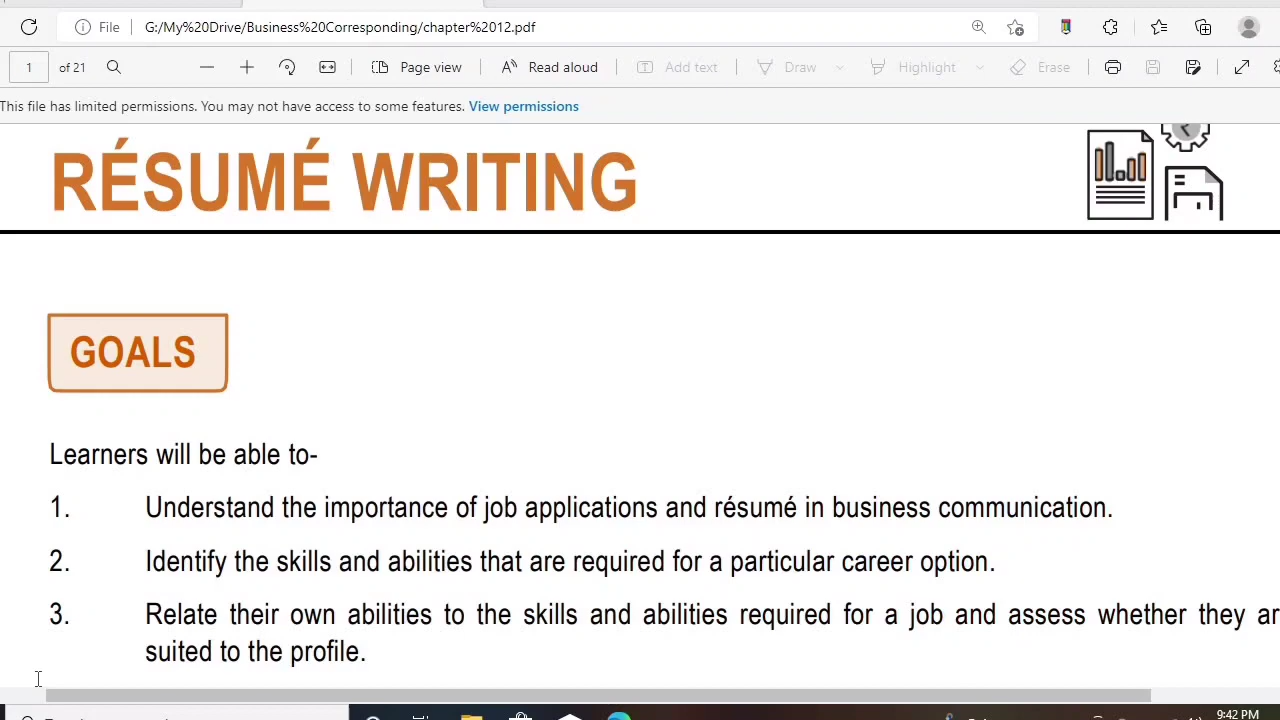 File G:/My%20Drive/Business%20Corresponding/chapter%2012.pdf
1 of 21 Page view Read aloud Add text Draw Highlight Erase
This file has limited permissions. You may not have access to some features. View permissions
RÉSUMÉ WRITING
GOALS
Learners will be able to-
1. Understand the importance of job applications and résumé in business communication.
2. Identify the skills and abilities that are required for a particular career option.
3. Relate their own abilities to the skills and abilities required for a job and assess whether they ar
suited to the profile.
9:42 PM